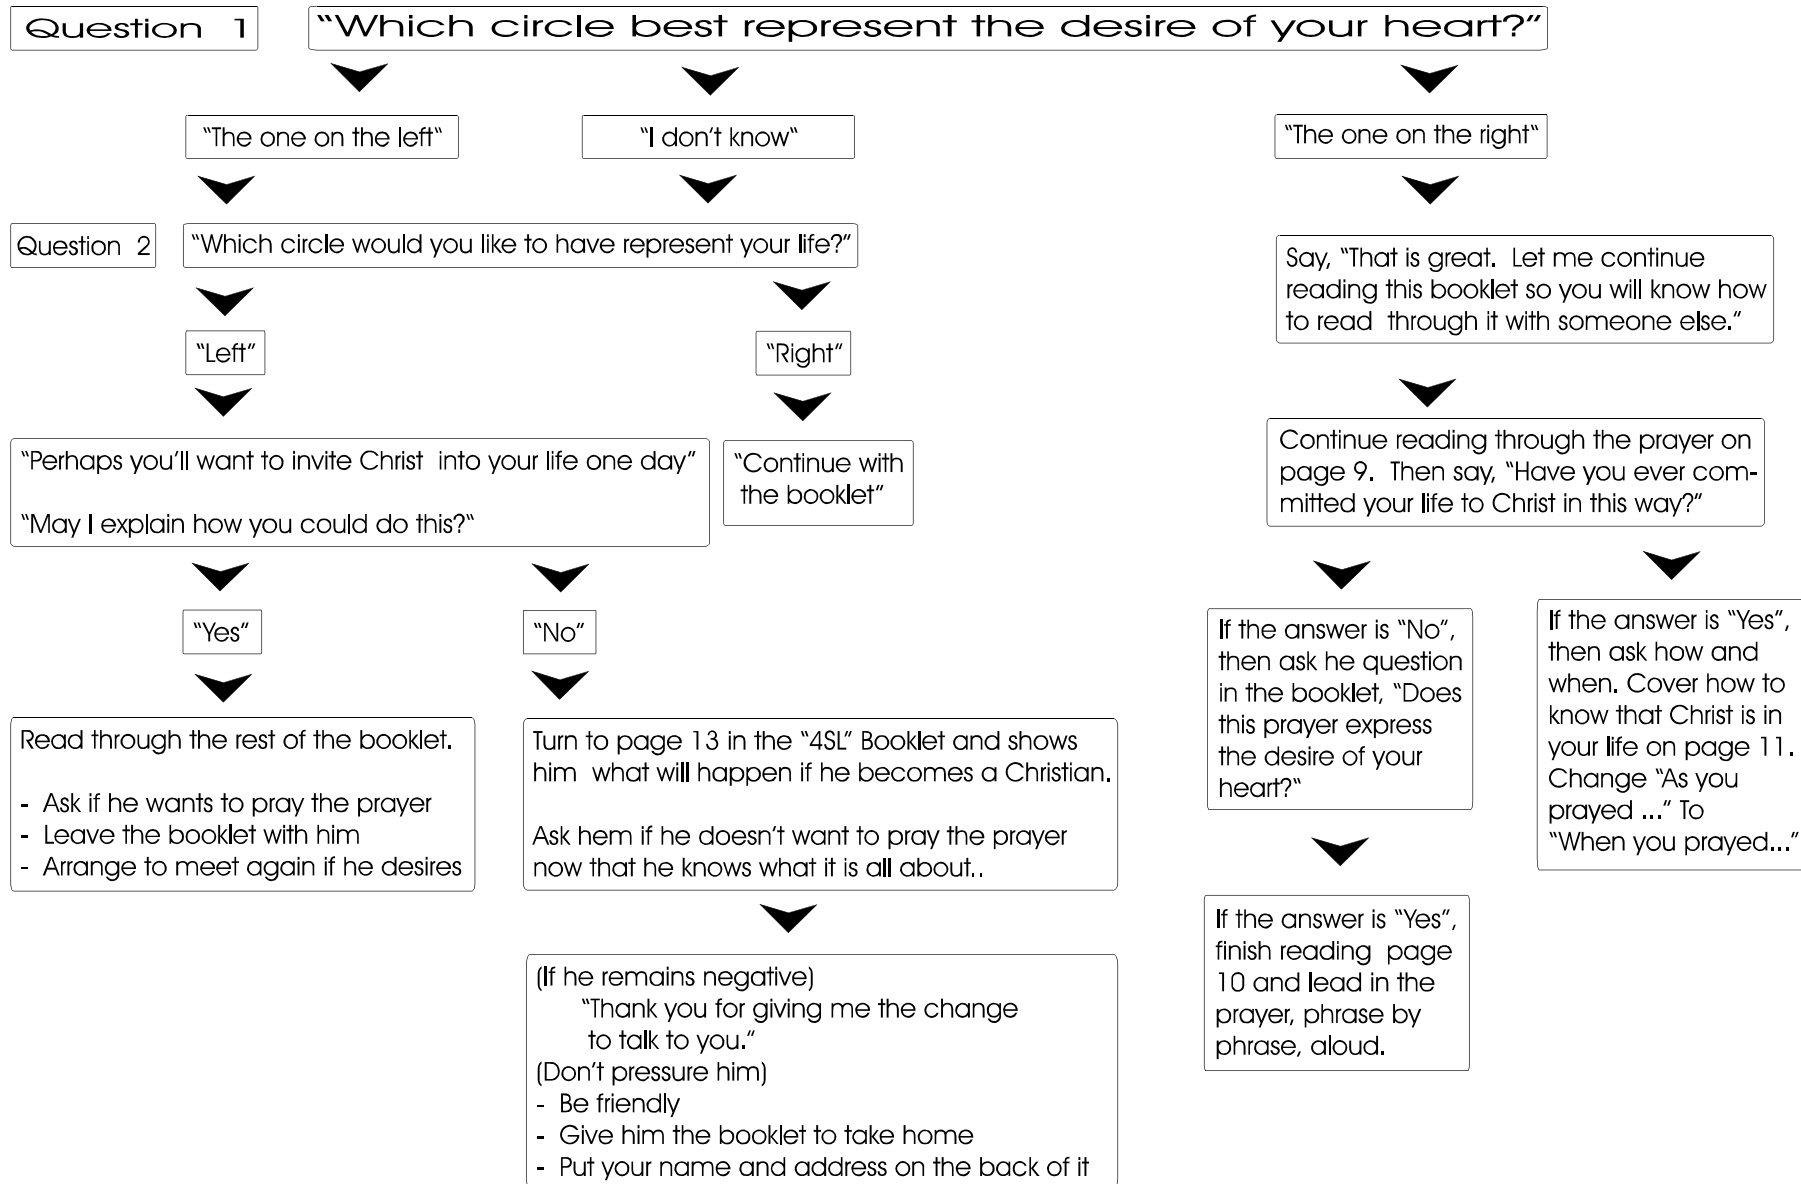 Question 1
“Which circle best represent the desire of your heart?”
“The one on the left“
“I don’t know“
“The one on the right“
Question 2
“Which circle would you like to have represent your life?”
“Left”
“Right”
Say, “That is great. Let me continue
reading this booklet so you will know how
to read through it with someone else.”
“Perhaps you’ll want to invite Christ into your life one day”
“May I explain how you could do this?“
“Continue with
the booklet”
Continue reading through the prayer on
page 9. Then say, “Have you ever com-
mitted your life to Christ in this way?”
“Yes”
“No”
If the answer is “No”,
then ask he question
in the booklet, “Does
this prayer express
the desire of your
heart?“
If the answer is “Yes”,
then ask how and
when. Cover how to
know that Christ is in
your life on page 11.
Change “As you
prayed ...” To
“When you prayed...”
Read through the rest of the booklet.
- Ask if he wants to pray the prayer
- Leave the booklet with him
- Arrange to meet again if he desires
Turn to page 13 in the “4SL” Booklet and shows
him what will happen if he becomes a Christian.
Ask hem if he doesn’t want to pray the prayer
now that he knows what it is all about..
If the answer is “Yes”,
finish reading page
10 and lead in the
prayer, phrase by
phrase, aloud.
(If he remains negative)
“Thank you for giving me the change
to talk to you.”
(Don’t pressure him)
- Be friendly
- Give him the booklet to take home
- Put your name and address on the back of it